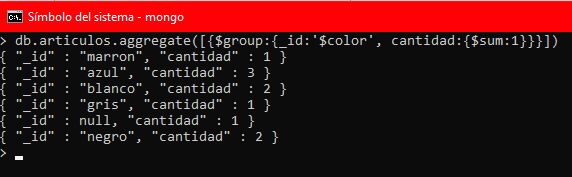 C:\. Símbolo del sistema - mongo
> db.articulos.aggregate([{$group:{_id:'$color', cantidad:{$sum:1}}}])
{ "_id" : "marron", "cantidad" : 1 }
{ "_id" : "azul", "cantidad" : 3 }
{ "_id" : "blanco", "cantidad" : 2 }
{ "_id" : "gris", "cantidad" : 1 }
{ "_id" : null, "cantidad" : 1 }
{ "_id" : "negro", "cantidad" : 2 }
>